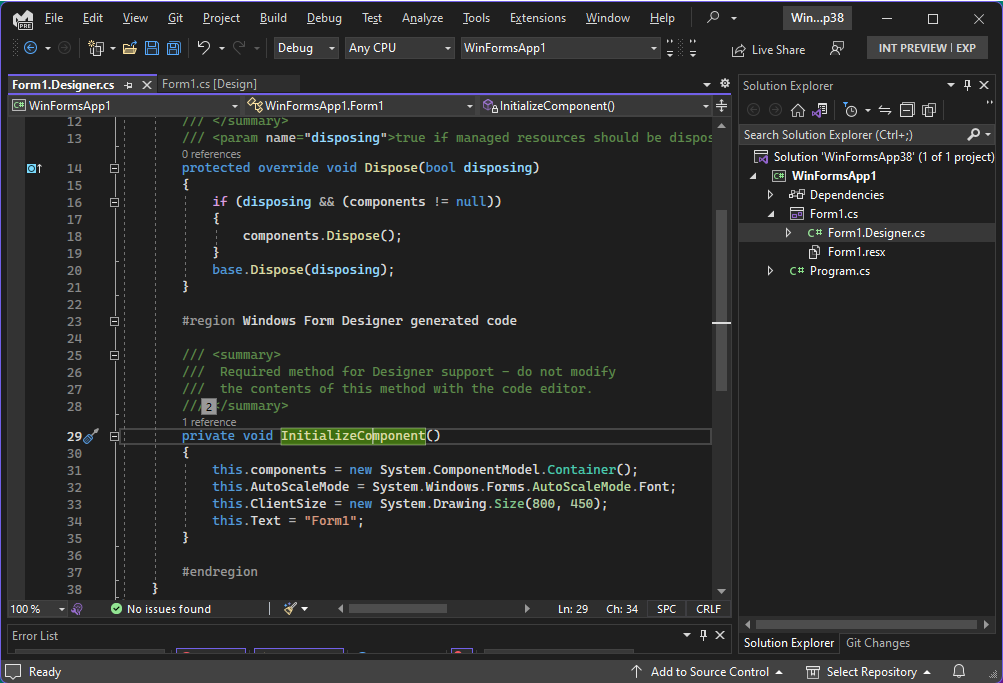 PRE File Edit View Git Project Build Debug Test Analyze Tools Extensions Window Help Win...p38
Debug Any CPU WinFormsApp1 Live Share INT PREVIEW | EXP
Form1.Designer.cs Form1.cs [Design]
C# WinFormsApp1 WinFormsApp1.Form1 InitializeComponent()
12 /// </summary>
13 /// <param name="disposing">true if managed resources should be dispos
0 references
14 protected override void Dispose(bool disposing)
15 {
16 if (disposing && (components != null))
17 {
18 components.Dispose();
19 }
20 base.Dispose(disposing);
21 }
22
23 #region Windows Form Designer generated code
24
25 /// <summary>
26 /// Required method for Designer support - do not modify
27 /// the contents of this method with the code editor.
28 /// 2 /summary>
1 reference
29 private void InitializeComponent()
30 {
31 this.components = new System.ComponentModel.Container();
32 this.AutoScaleMode = System.Windows.Forms.AutoScaleMode.Font;
33 this.ClientSize = new System.Drawing.Size(800, 450);
34 this.Text = "Form1";
35 }
36
37 #endregion
38 }
100 % No issues found Ln: 29 Ch: 34 SPC CRLF
Error List
Solution Explorer
Search Solution Explorer (Ctrl+;)
Solution 'WinFormsApp38' (1 of 1 project)
C# WinFormsApp1
Dependencies
Form1.cs
C# Form1.Designer.cs
Form1.resx
C# Program.cs
Solution Explorer Git Changes
Ready Add to Source Control Select Repository